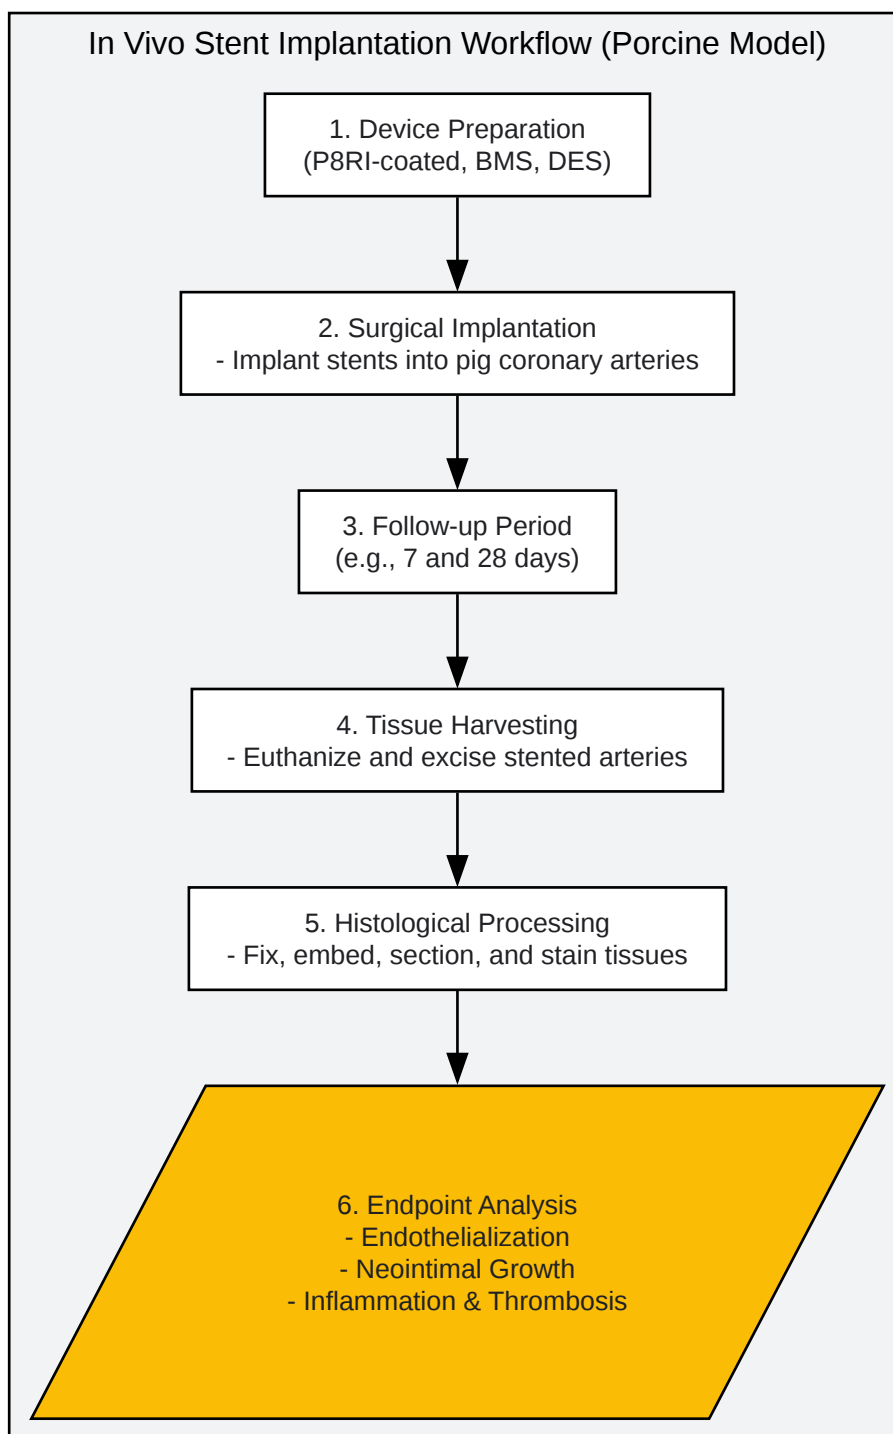 In Vivo Stent Implantation Workflow (Porcine Model)
1. Device Preparation
(P8RI-coated, BMS, DES)
2. Surgical Implantation
- Implant stents into pig coronary arteries
3. Follow-up Period
(e.g., 7 and 28 days)
4. Tissue Harvesting
- Euthanize and excise stented arteries
5. Histological Processing
- Fix, embed, section, and stain tissues
6. Endpoint Analysis
- Endothelialization
- Neointimal Growth
- Inflammation & Thrombosis